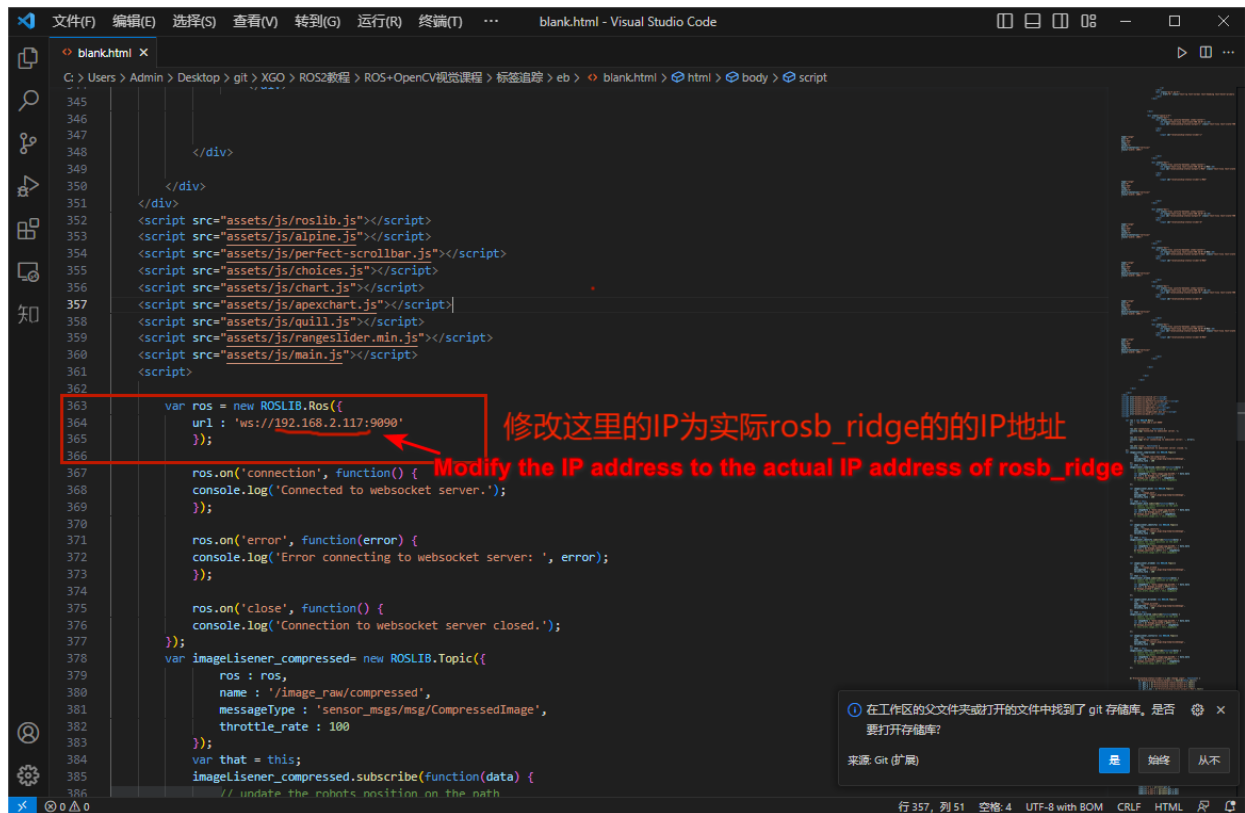 文件(F) 编辑(E) 选择(S) 查看(V) 转到(G) 运行(R) 终端(T) ··· blank.html - Visual Studio Code
<> blank.html ×
C: > Users > Admin > Desktop > git > XGO > ROS2教程 > ROS+OpenCV视觉课程 > 标签追踪 > eb > <> blank.html > html > body > script
345
346
347
348 </div>
349
350 </div>
351 </div>
352 <script src="assets/js/roslib.js"></script>
353 <script src="assets/js/alpine.js"></script>
354 <script src="assets/js/perfect-scrollbar.js"></script>
355 <script src="assets/js/choices.js"></script>
356 <script src="assets/js/chart.js"></script>
357 <script src="assets/js/apexchart.js"></script>
358 <script src="assets/js/quill.js"></script>
359 <script src="assets/js/rangeslider.min.js"></script>
360 <script src="assets/js/main.js"></script>
361 <script>
362
363 var ros = new ROSLIB.Ros({
364 url : 'ws://192.168.2.117:9090'
365 });
修改这里的IP为实际rosb_ridge的的IP地址
366
Modify the IP address to the actual IP address of rosb_ridge
367 ros.on('connection', function() {
368 console.log('Connected to websocket server.');
369 });
370
371 ros.on('error', function(error) {
372 console.log('Error connecting to websocket server: ', error);
373 });
374
375 ros.on('close', function() {
376 console.log('Connection to websocket server closed.');
377 });
378 var imageLisener_compressed= new ROSLIB.Topic({
379 ros : ros,
380 name : '/image_raw/compressed',
381 messageType : 'sensor_msgs/msg/CompressedImage',
382 throttle_rate : 100
383 });
384 var that = this;
385 imageLisener_compressed.subscribe(function(data) {
386 // update the robots position on the path
知
在工作区的父文件夹或打开的文件中找到了 git 存储库。是否
要打开存储库?
来源: Git (扩展)
是 始终 从不
0 0 行 357，列 51 空格: 4 UTF-8 with BOM CRLF HTML